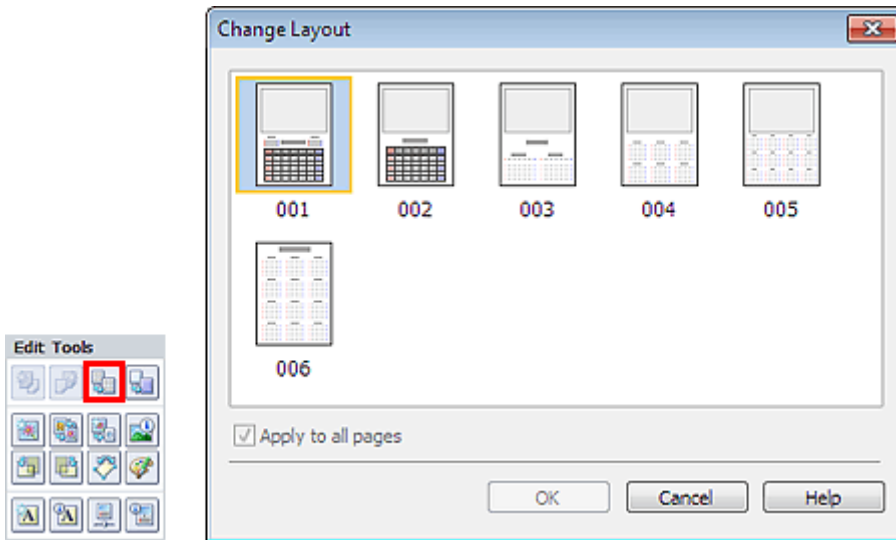 Change Layout
001 002 003 004 005
006
Apply to all pages
OK Cancel Help
Edit Tools